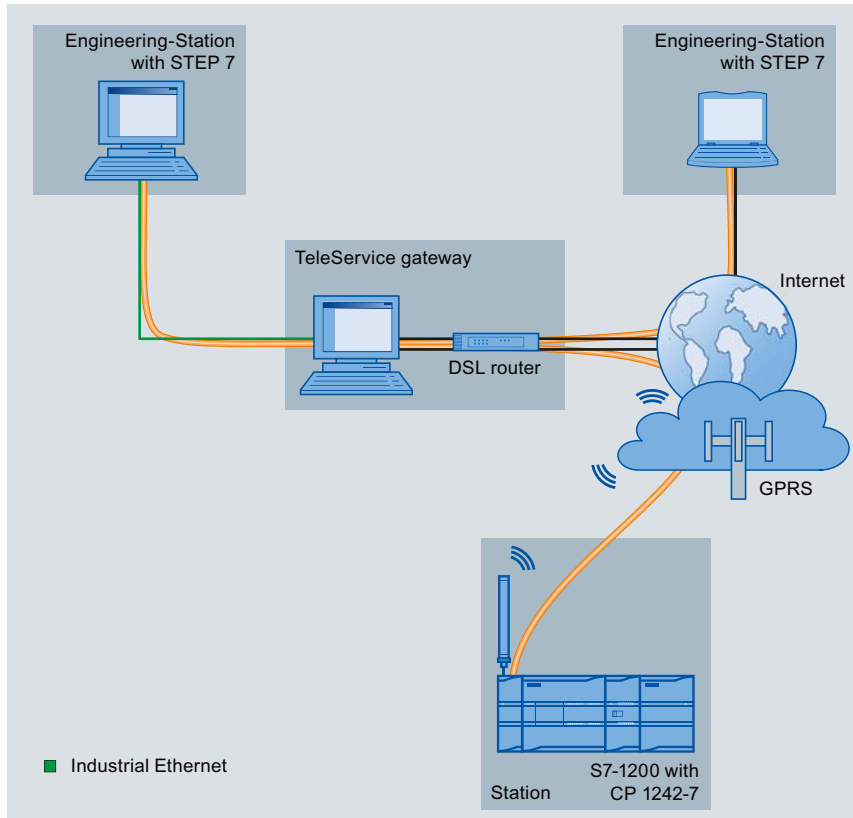 Engineering-Station
with STEP 7
Engineering-Station
with STEP 7
TeleService gateway
Internet
DSL router
GPRS
Industrial Ethernet
Station
S7-1200 with
CP 1242-7